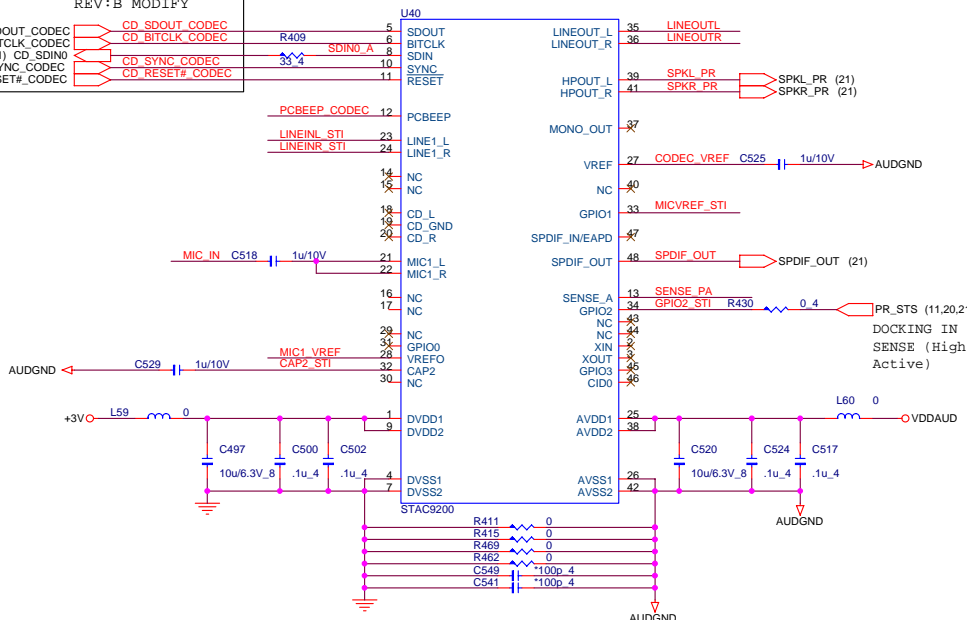 REV:B MODIFY
DOUT_CODEC CD_SDOUT_CODEC 5 SDOUT
TCLK_CODEC CD_BITCLK_CODEC 6 BITCLK
) CD_SDIN0 R409 33_4 SDIN0_A 8 SDIN
YNC_CODEC CD_SYNC_CODEC 10 SYNC
SET#_CODEC CD_RESET#_CODEC 11 RESET
U40
PCBEEP_CODEC 12 PCBEEP
LINEINL_STI 23 LINE1_L
LINEINR_STI 24 LINE1_R
14 NC
15 NC
18 CD_L
19 CD_GND
20 CD_R
MIC_IN C518 1u/10V 21 MIC1_L
22 MIC1_R
16 NC
17 NC
29 NC
31 GPIO0
MIC1_VREF 28 VREFO
AUDGND C529 1u/10V CAP2_STI 32 CAP2
30 NC
+3V L59 0 1 DVDD1
9 DVDD2
C497 C500 C502
10u/6.3V_8 .1u_4 .1u_4
4 DVSS1
7 DVSS2
STAC9200
LINEOUT_L 35 LINEOUTL
LINEOUT_R 36 LINEOUTR
HPOUT_L 39 SPKL_PR SPKL_PR (21)
HPOUT_R 41 SPKR_PR SPKR_PR (21)
MONO_OUT 37
VREF 27 CODEC_VREF C525 1u/10V AUDGND
NC 40
GPIO1 33 MICVREF_STI
SPDIF_IN/EAPD 47
SPDIF_OUT 48 SPDIF_OUT SPDIF_OUT (21)
SENSE_A 13 SENSE_PA
GPIO2 34 GPIO2_STI R430 0_4 PR_STS (11,20,21
NC 43
NC 44
XIN 2
XOUT 3
GPIO3 45
CID0 46
DOCKING IN
SENSE (High
Active)
AVDD1 25 L60 0 VDDAUD
AVDD2 38
C520 C524 C517
10u/6.3V_8 .1u_4 .1u_4
AVSS1 26
AVSS2 42
AUDGND
R411 0
R415 0
R469 0
R462 0
C549 *100p_4
C541 *100p_4
AUDGND